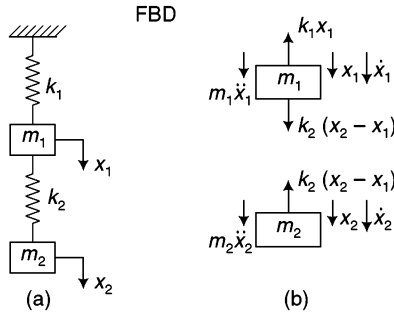 FBD
k₁
m₁
x₁
k₂
m₂
x₂
(a)
k₁x₁
m₁
x₁ ẋ₁
m₁ẍ₁
k₂ (x₂ − x₁)
k₂ (x₂ − x₁)
m₂
x₂ ẋ₂
m₂ẍ₂
(b)